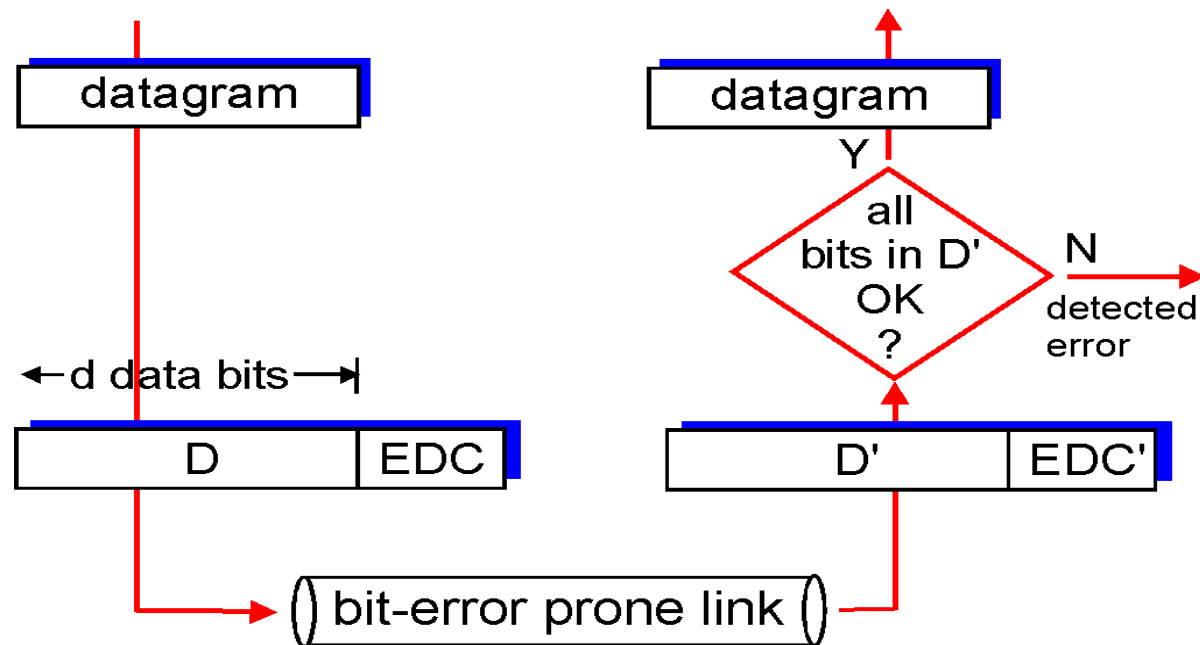 datagram
d data bits
D
EDC
bit-error prone link
D'
EDC'
all
bits in D'
OK
?
Y
N
detected
error
datagram